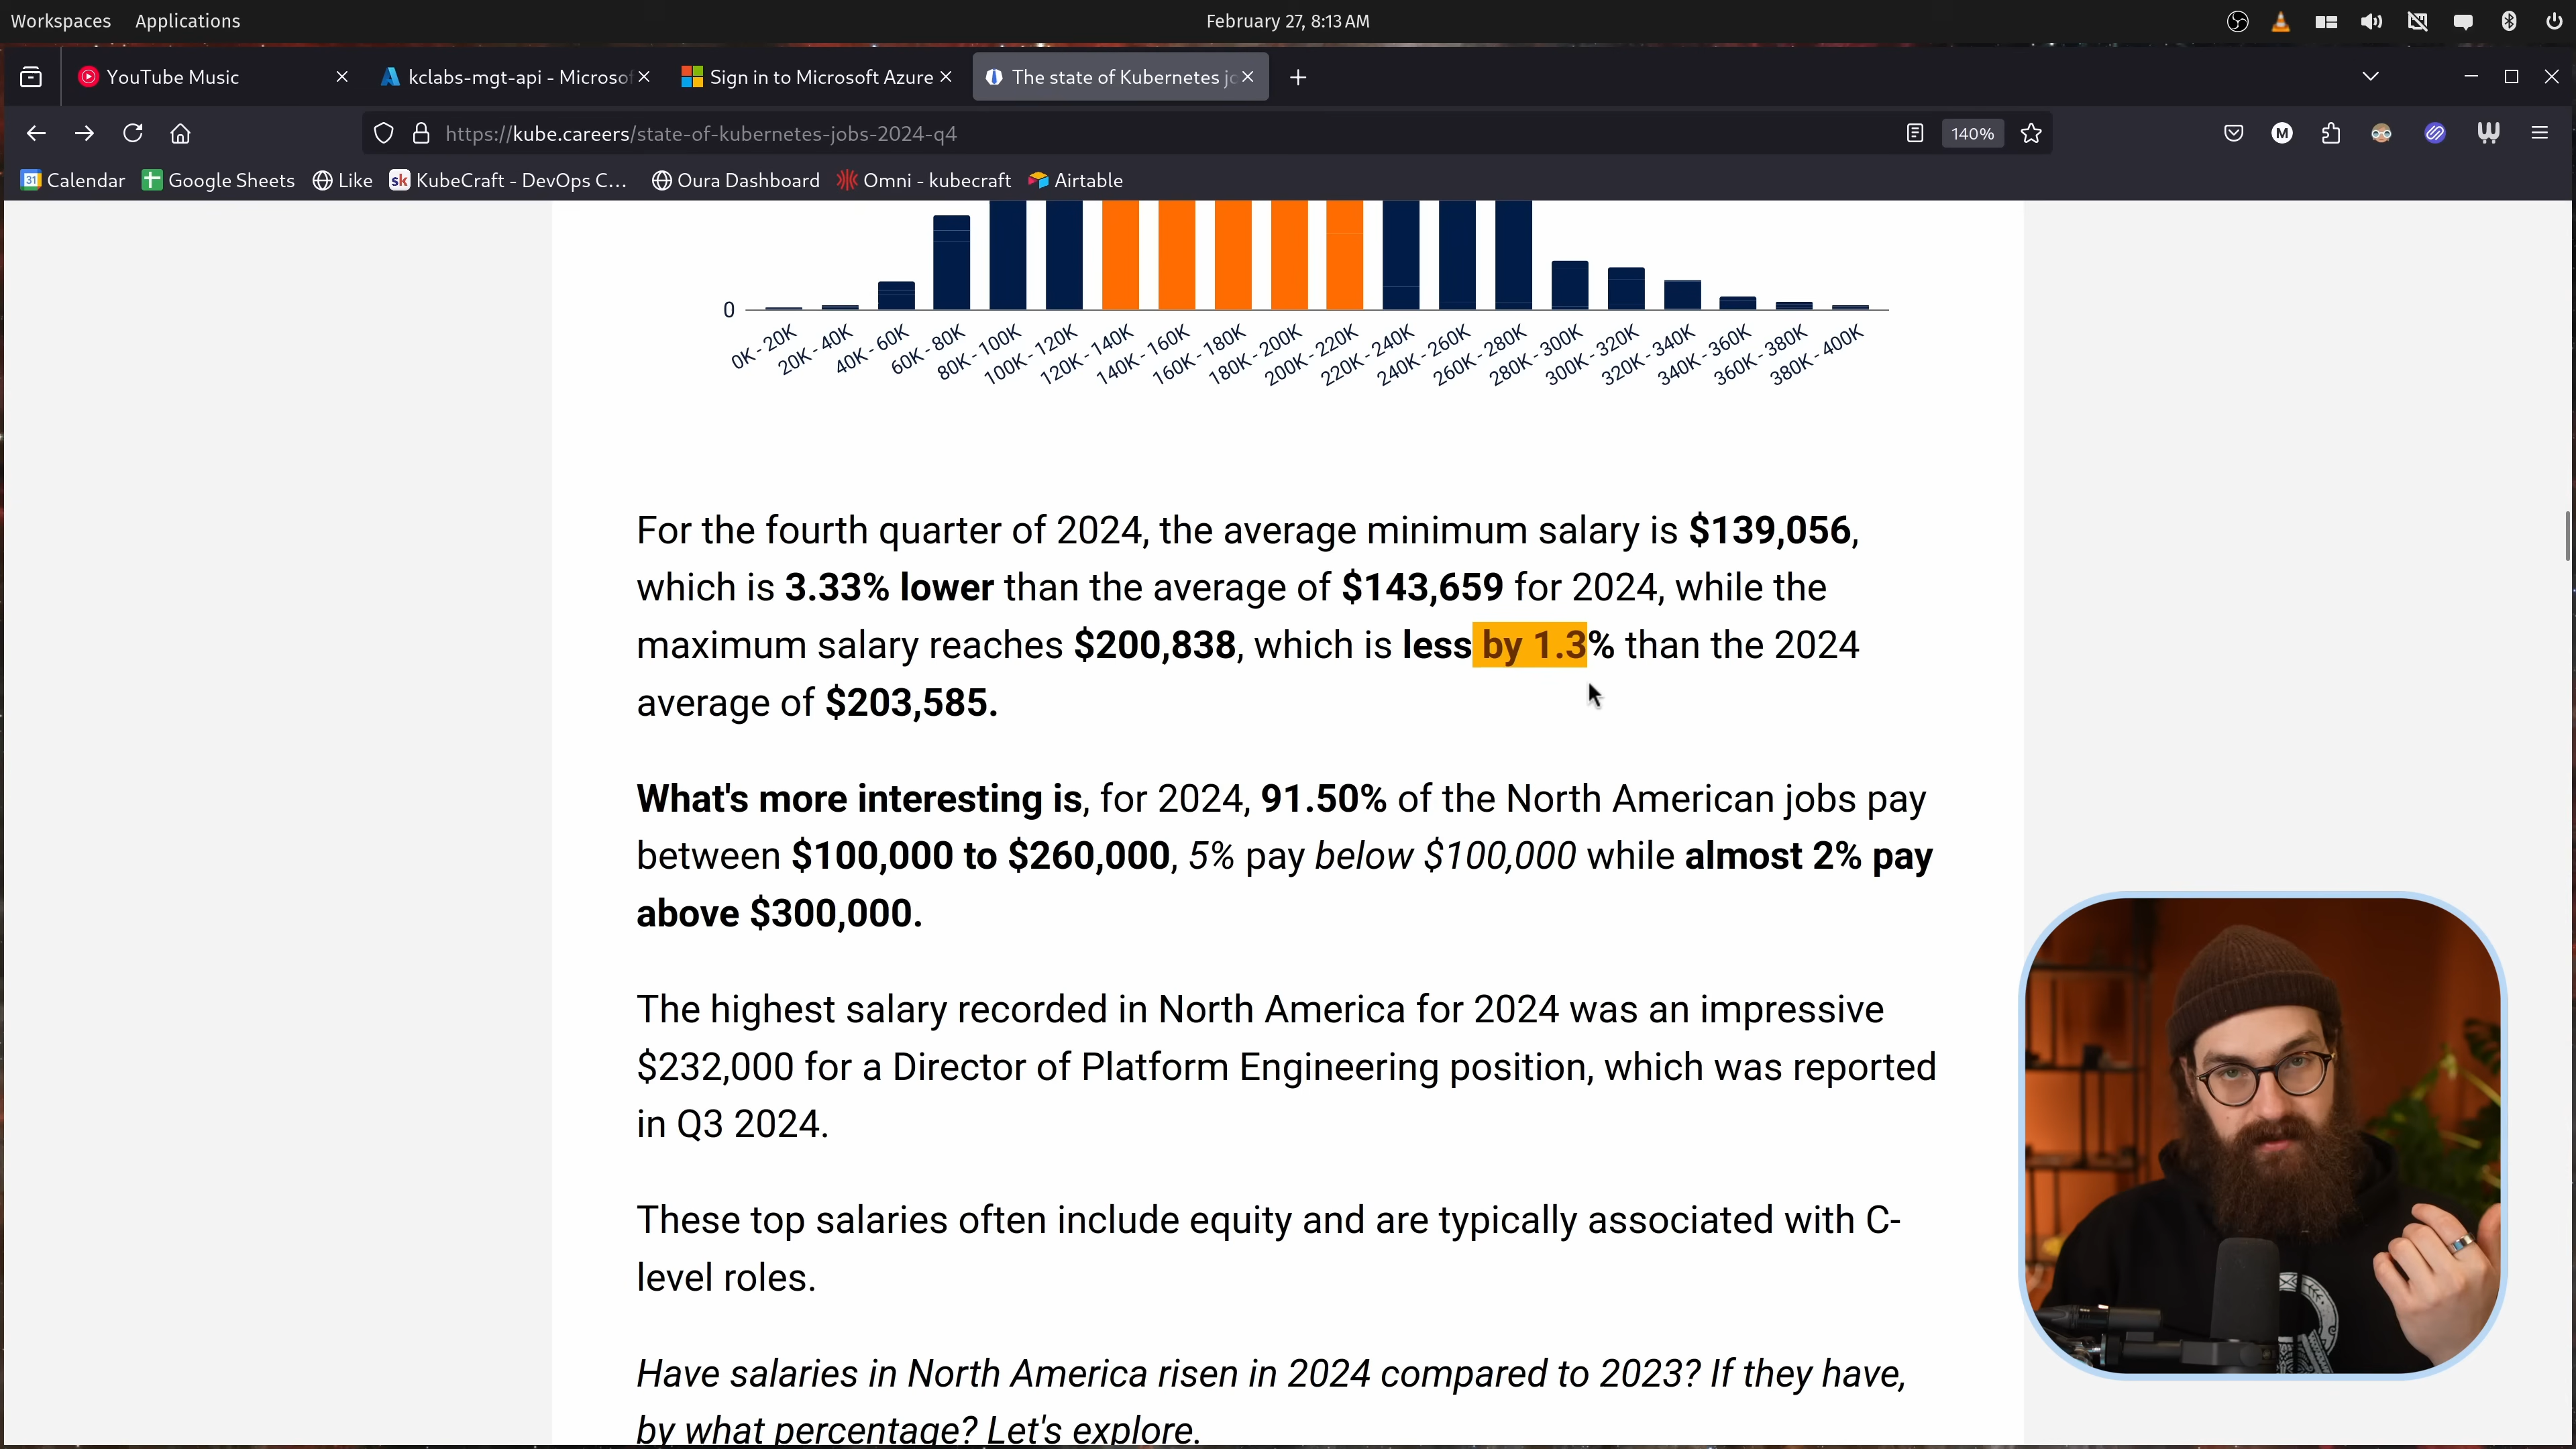 Workspaces Applications February 27, 8:13 AM
YouTube Music
kclabs-mgt-api - Microsof
Sign in to Microsoft Azure
The state of Kubernetes jo
https://kube.careers/state-of-kubernetes-jobs-2024-q4 140% M
31 Calendar Google Sheets Like sk KubeCraft - DevOps C... Oura Dashboard Omni - kubecraft Airtable
0
0K - 20K
20K - 40K
40K - 60K
60K - 80K
80K - 100K
100K - 120K
120K - 140K
140K - 160K
160K - 180K
180K - 200K
200K - 220K
220K - 240K
240K - 260K
260K - 280K
280K - 300K
300K - 320K
320K - 340K
340K - 360K
360K - 380K
380K - 400K
For the fourth quarter of 2024, the average minimum salary is $139,056,
which is 3.33% lower than the average of $143,659 for 2024, while the
maximum salary reaches $200,838, which is less by 1.3% than the 2024
average of $203,585.
What's more interesting is, for 2024, 91.50% of the North American jobs pay
between $100,000 to $260,000, 5% pay below $100,000 while almost 2% pay
above $300,000.
The highest salary recorded in North America for 2024 was an impressive
$232,000 for a Director of Platform Engineering position, which was reported
in Q3 2024.
These top salaries often include equity and are typically associated with C-
level roles.
Have salaries in North America risen in 2024 compared to 2023? If they have,
by what percentage? Let's explore.